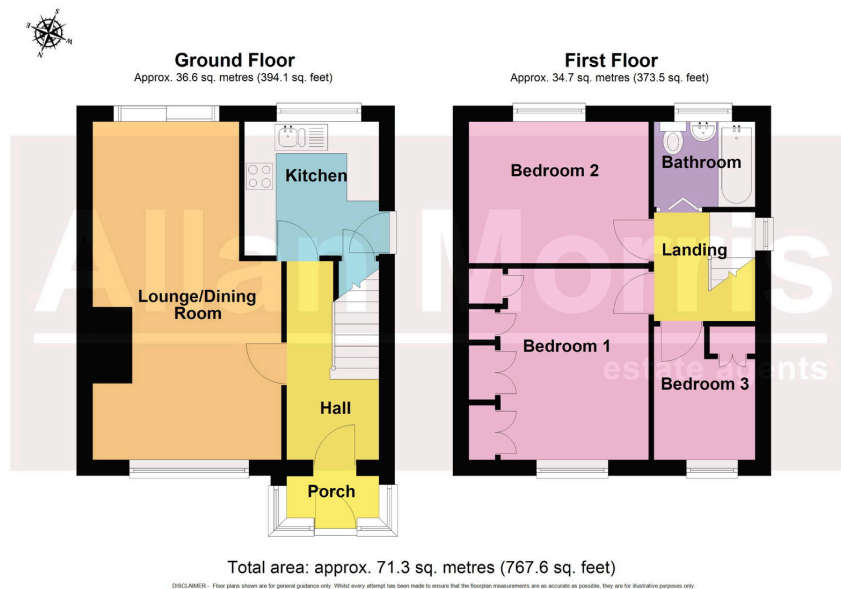 Ground Floor
Approx. 36.6 sq. metres (394.1 sq. feet)
First Floor
Approx. 34.7 sq. metres (373.5 sq. feet)
Kitchen
Bedroom 2
Bathroom
Landing
Allan Morris
Lounge/Dining
Room
Bedroom 1
estate agents
Bedroom 3
Hall
Porch
Total area: approx. 71.3 sq. metres (767.6 sq. feet)
DISCLAIMER - Floor plans shown are for general guidance only. Whilst every attempt has been made to ensure that the floorplan measurements are as accurate as possible, they are for illustrative purposes only.
N
E
S
W